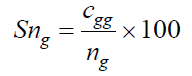 Sn_g = c_gg / n_g × 100